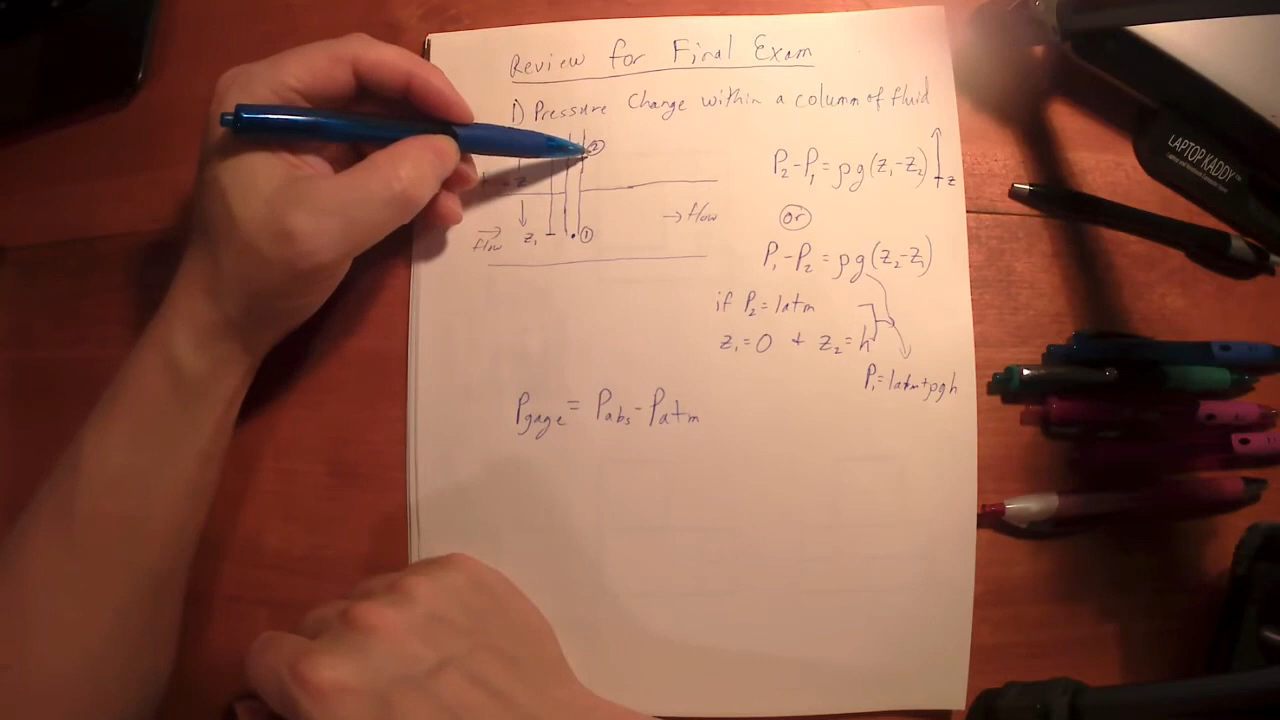 Review for Final Exam
1) Pressure Change within a column of fluid
②
P₂-P₁=ρg(z₁-z₂)
z
→flow
or
flow
z₁
①
P₁-P₂=ρg(z₂-z₁)
if P₂=1atm
z₁=0 + z₂=h
P₁=1atm+ρgh
Pgage=Pabs-Patm
LAPTOP KADDY™